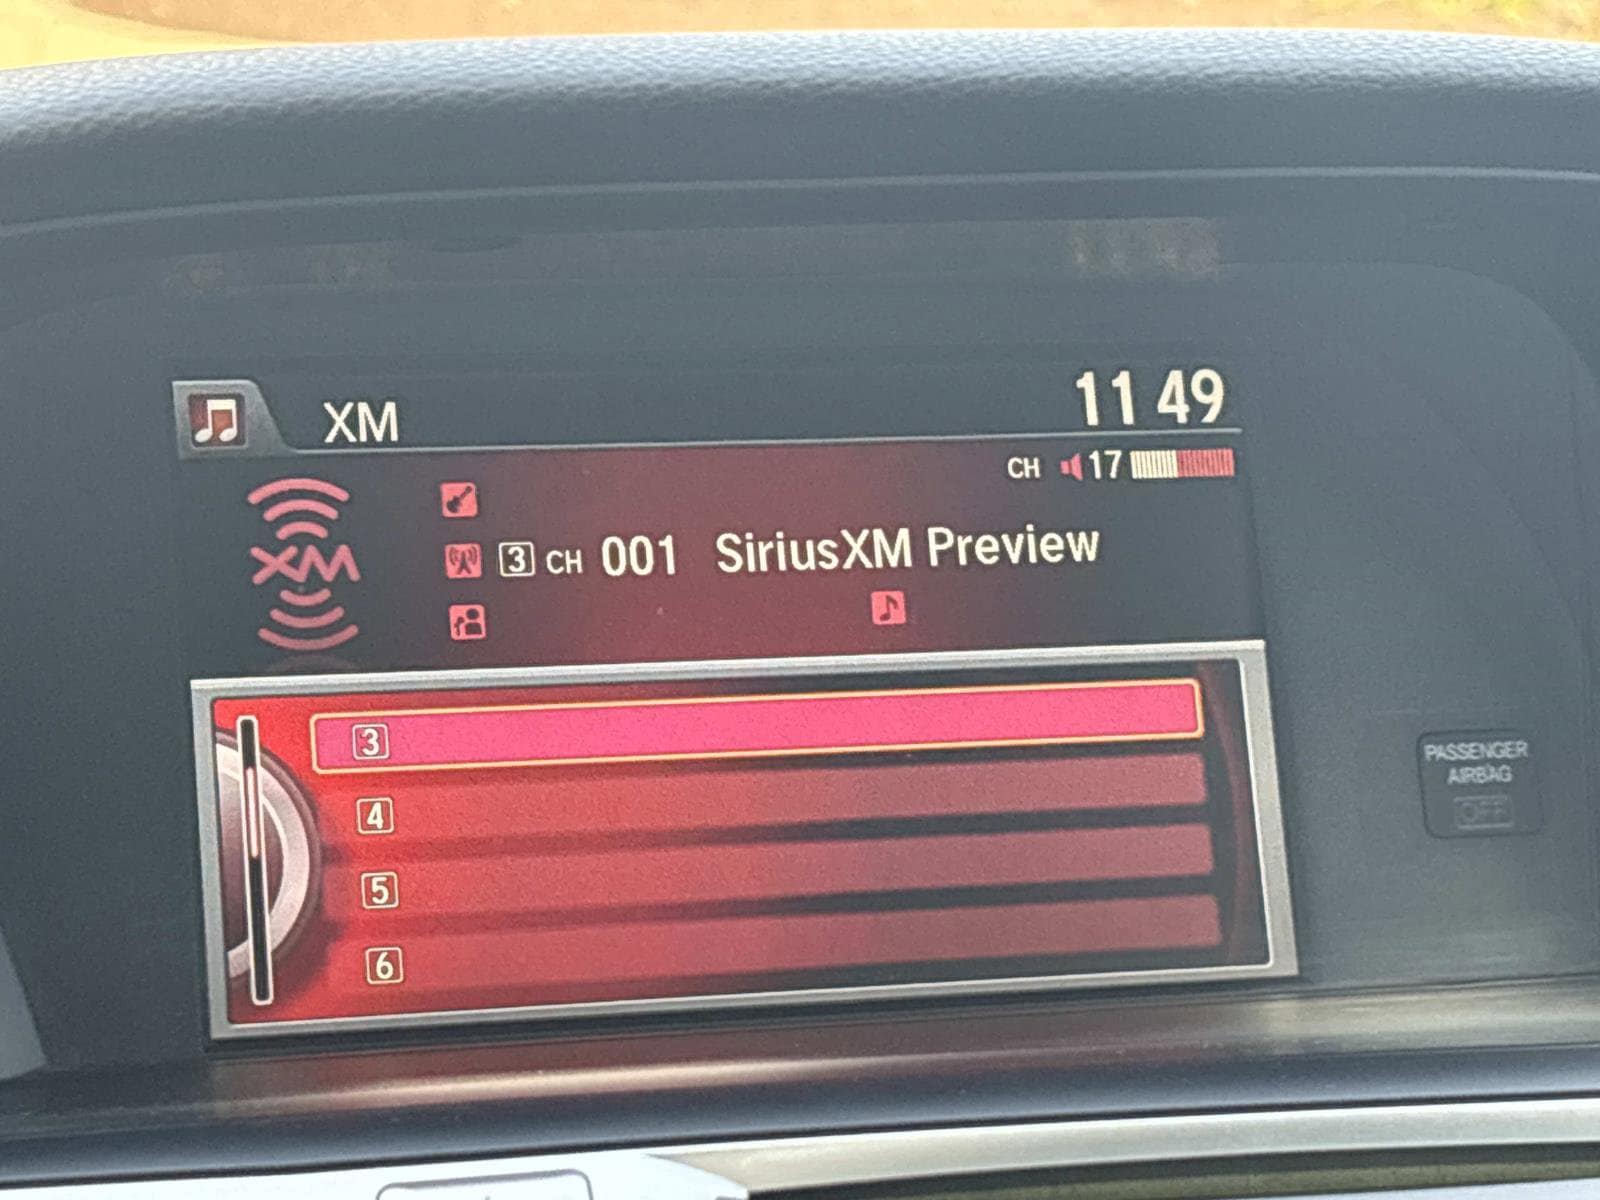 XM
11 49
CH 17
XM
3 CH 001 SiriusXM Preview
3
4
5
6
PASSENGER
AIRBAG
OFF